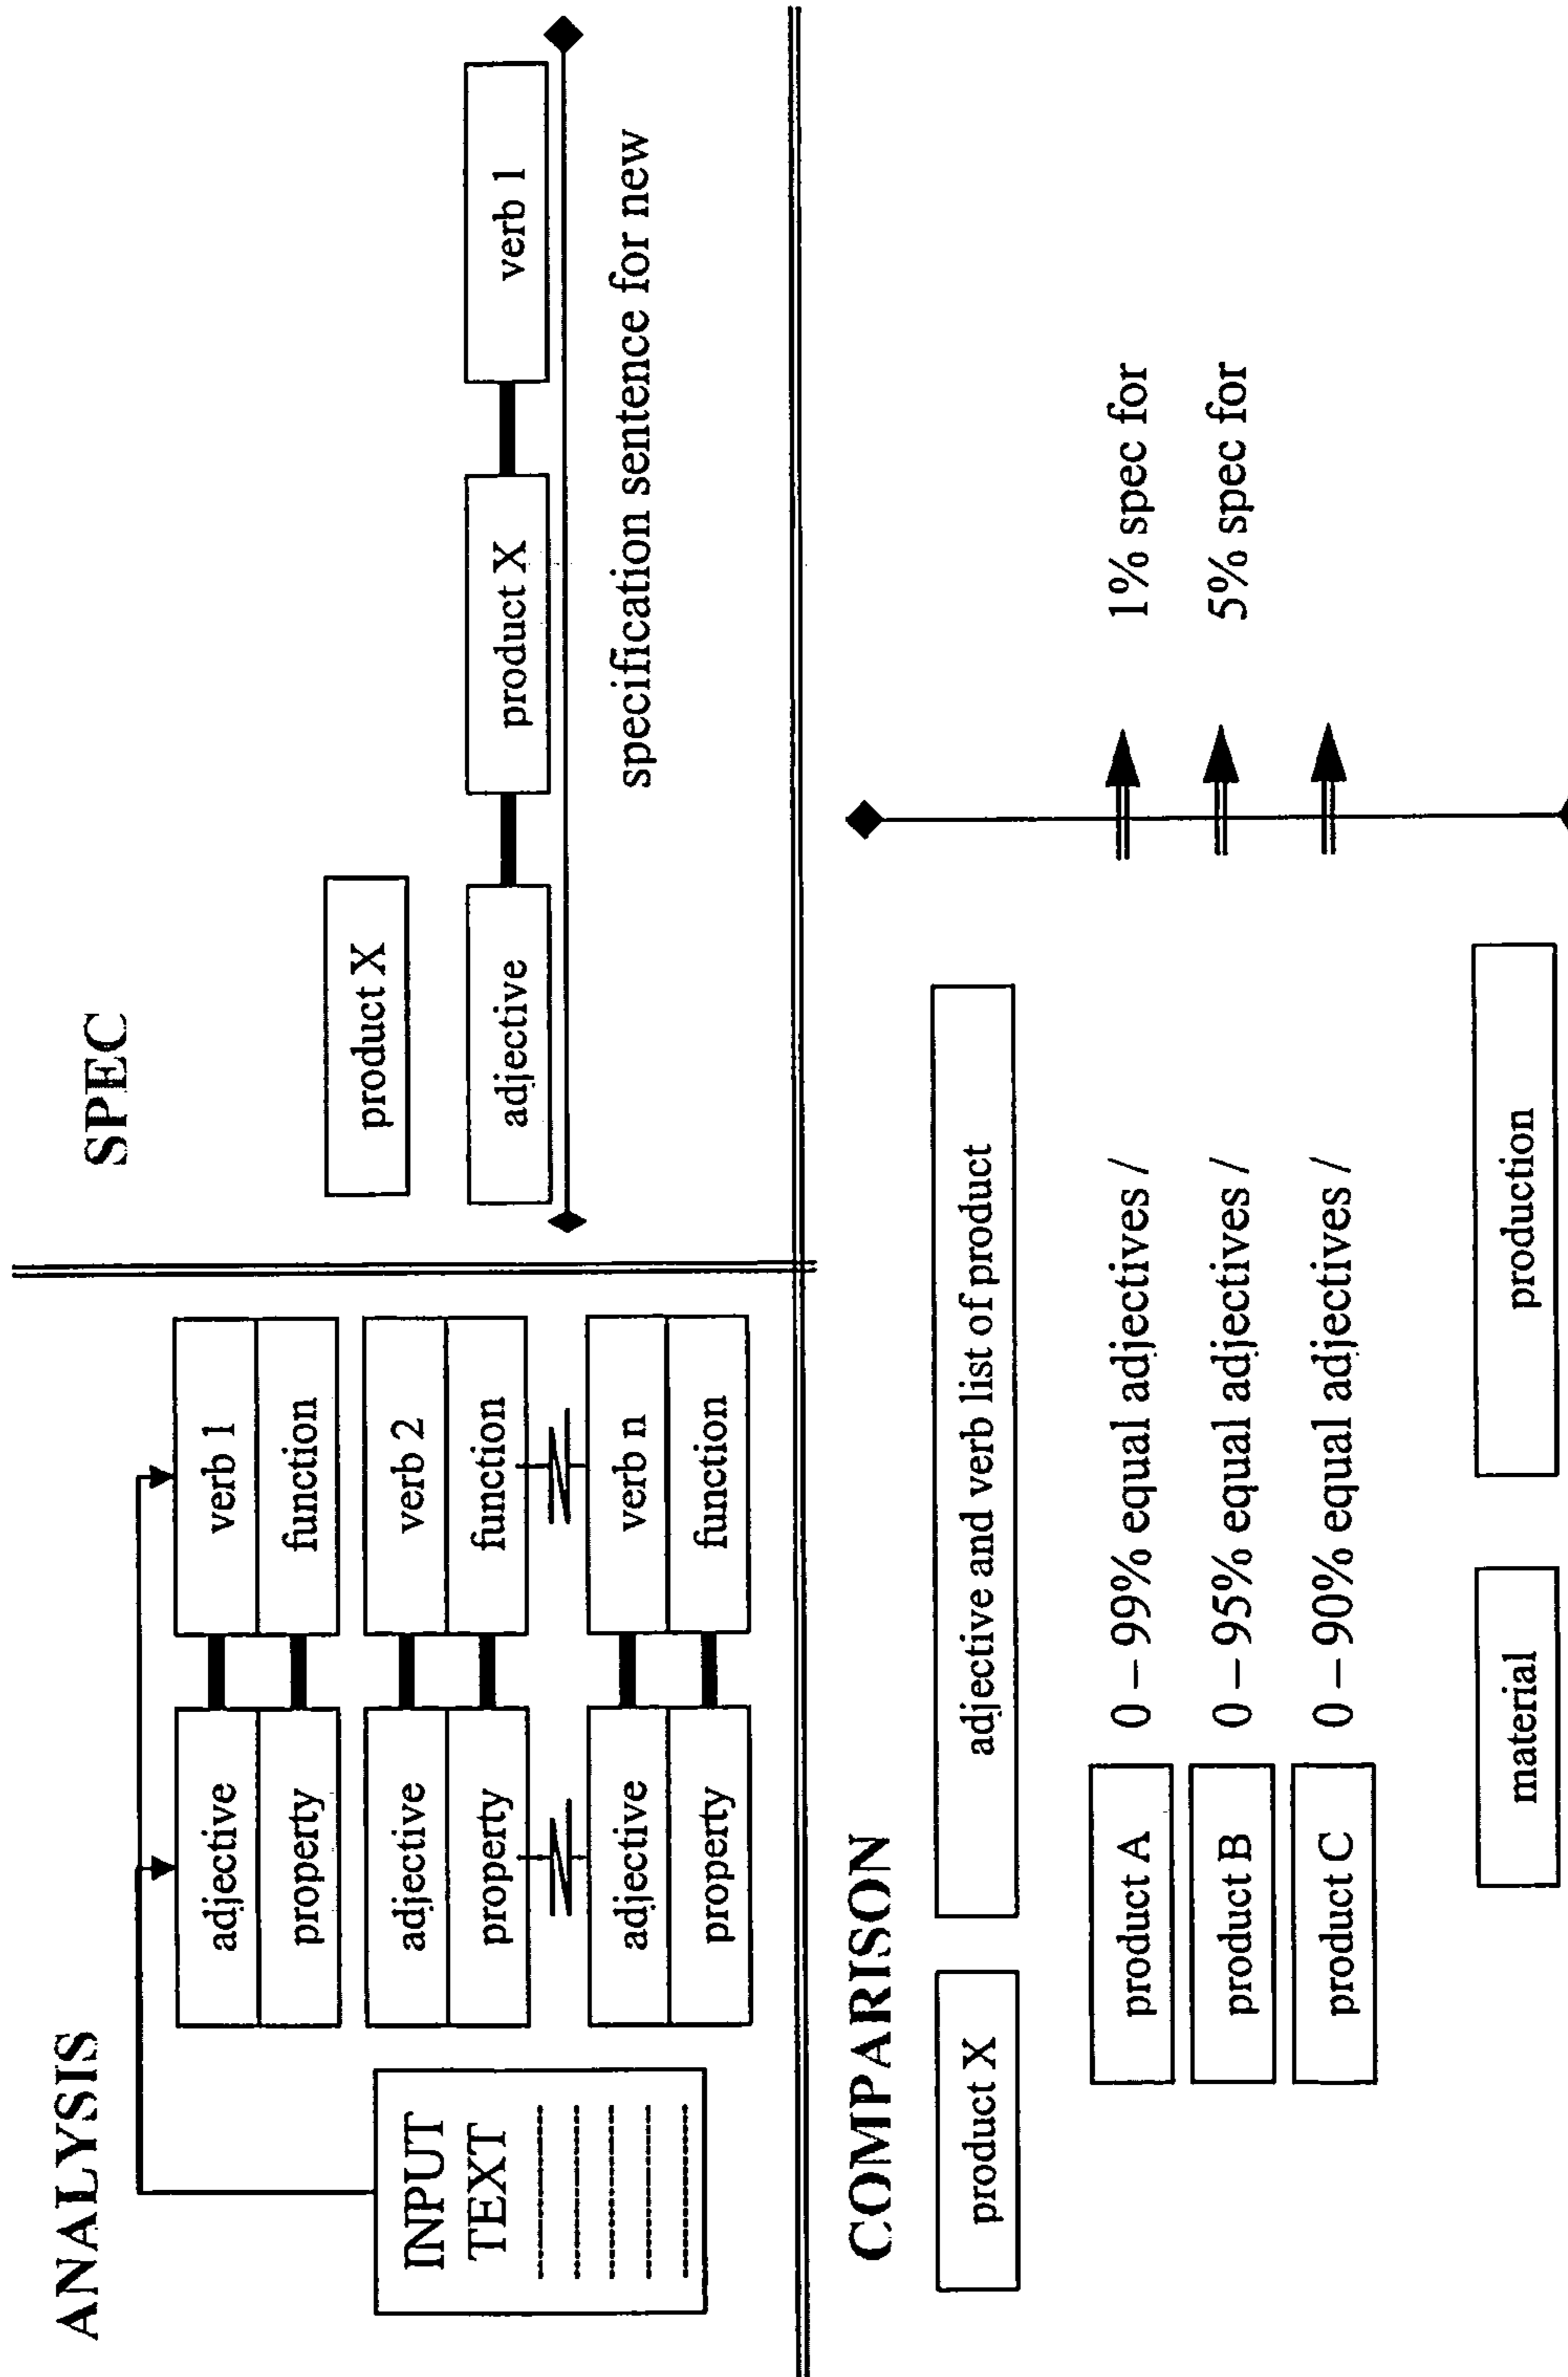 ANALYSIS
INPUT
TEXT
adjective
property
verb 1
function
adjective
property
verb 2
function
adjective
property
verb n
function
SPEC
product X
adjective
product X
verb 1
specification sentence for new
COMPARISON
product X
adjective and verb list of product
product A
0 – 99% equal adjectives /
1% spec for
product B
0 – 95% equal adjectives /
5% spec for
product C
0 – 90% equal adjectives /
material
production